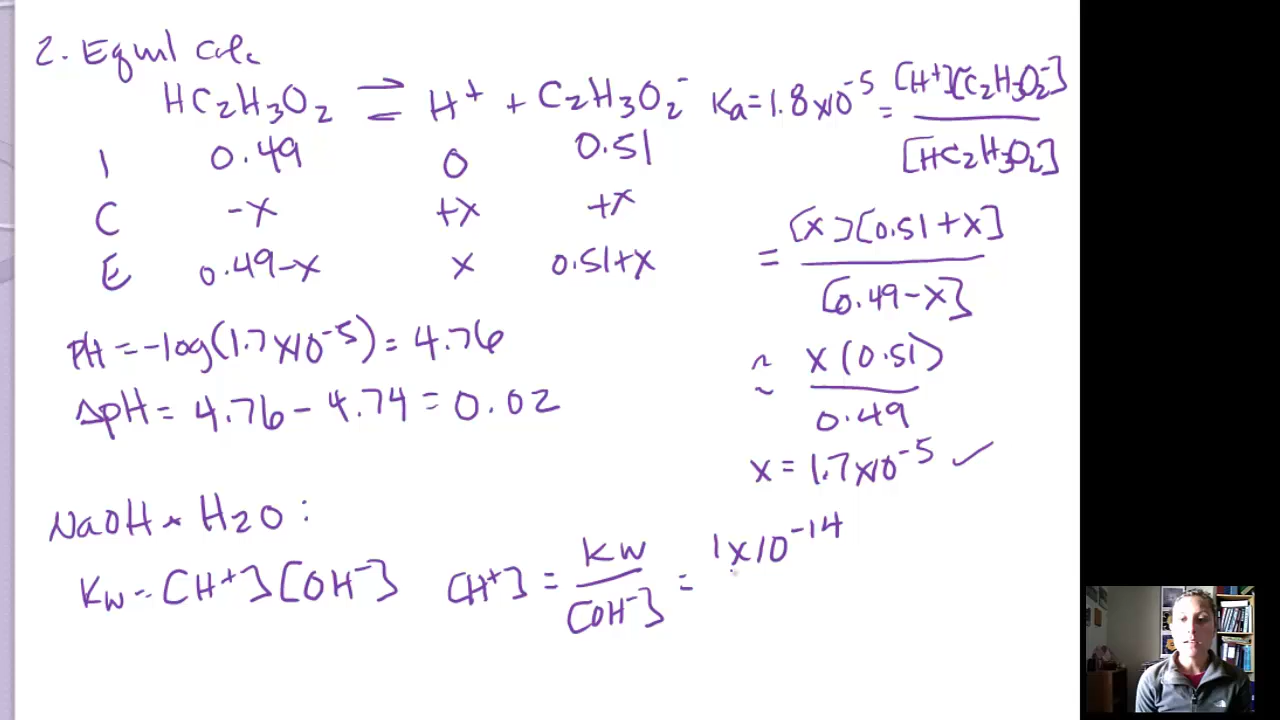 2. Equil Calc
HC2H3O2 ⇌ H⁺ + C2H3O2⁻ Ka = 1.8x10⁻⁵ = [H⁺][C2H3O2⁻] / [HC2H3O2]
I 0.49 0 0.51
C -x +x +x
E 0.49-x x 0.51+x
= [x][0.51+x] / [0.49-x]
pH = -log(1.7x10⁻⁵) = 4.76
≈ x(0.51) / 0.49
ΔpH = 4.76 - 4.74 = 0.02
x = 1.7x10⁻⁵ ✓
NaOH + H2O:
Kw = [H⁺][OH⁻] [H⁺] = Kw / [OH⁻] = 1x10⁻¹⁴